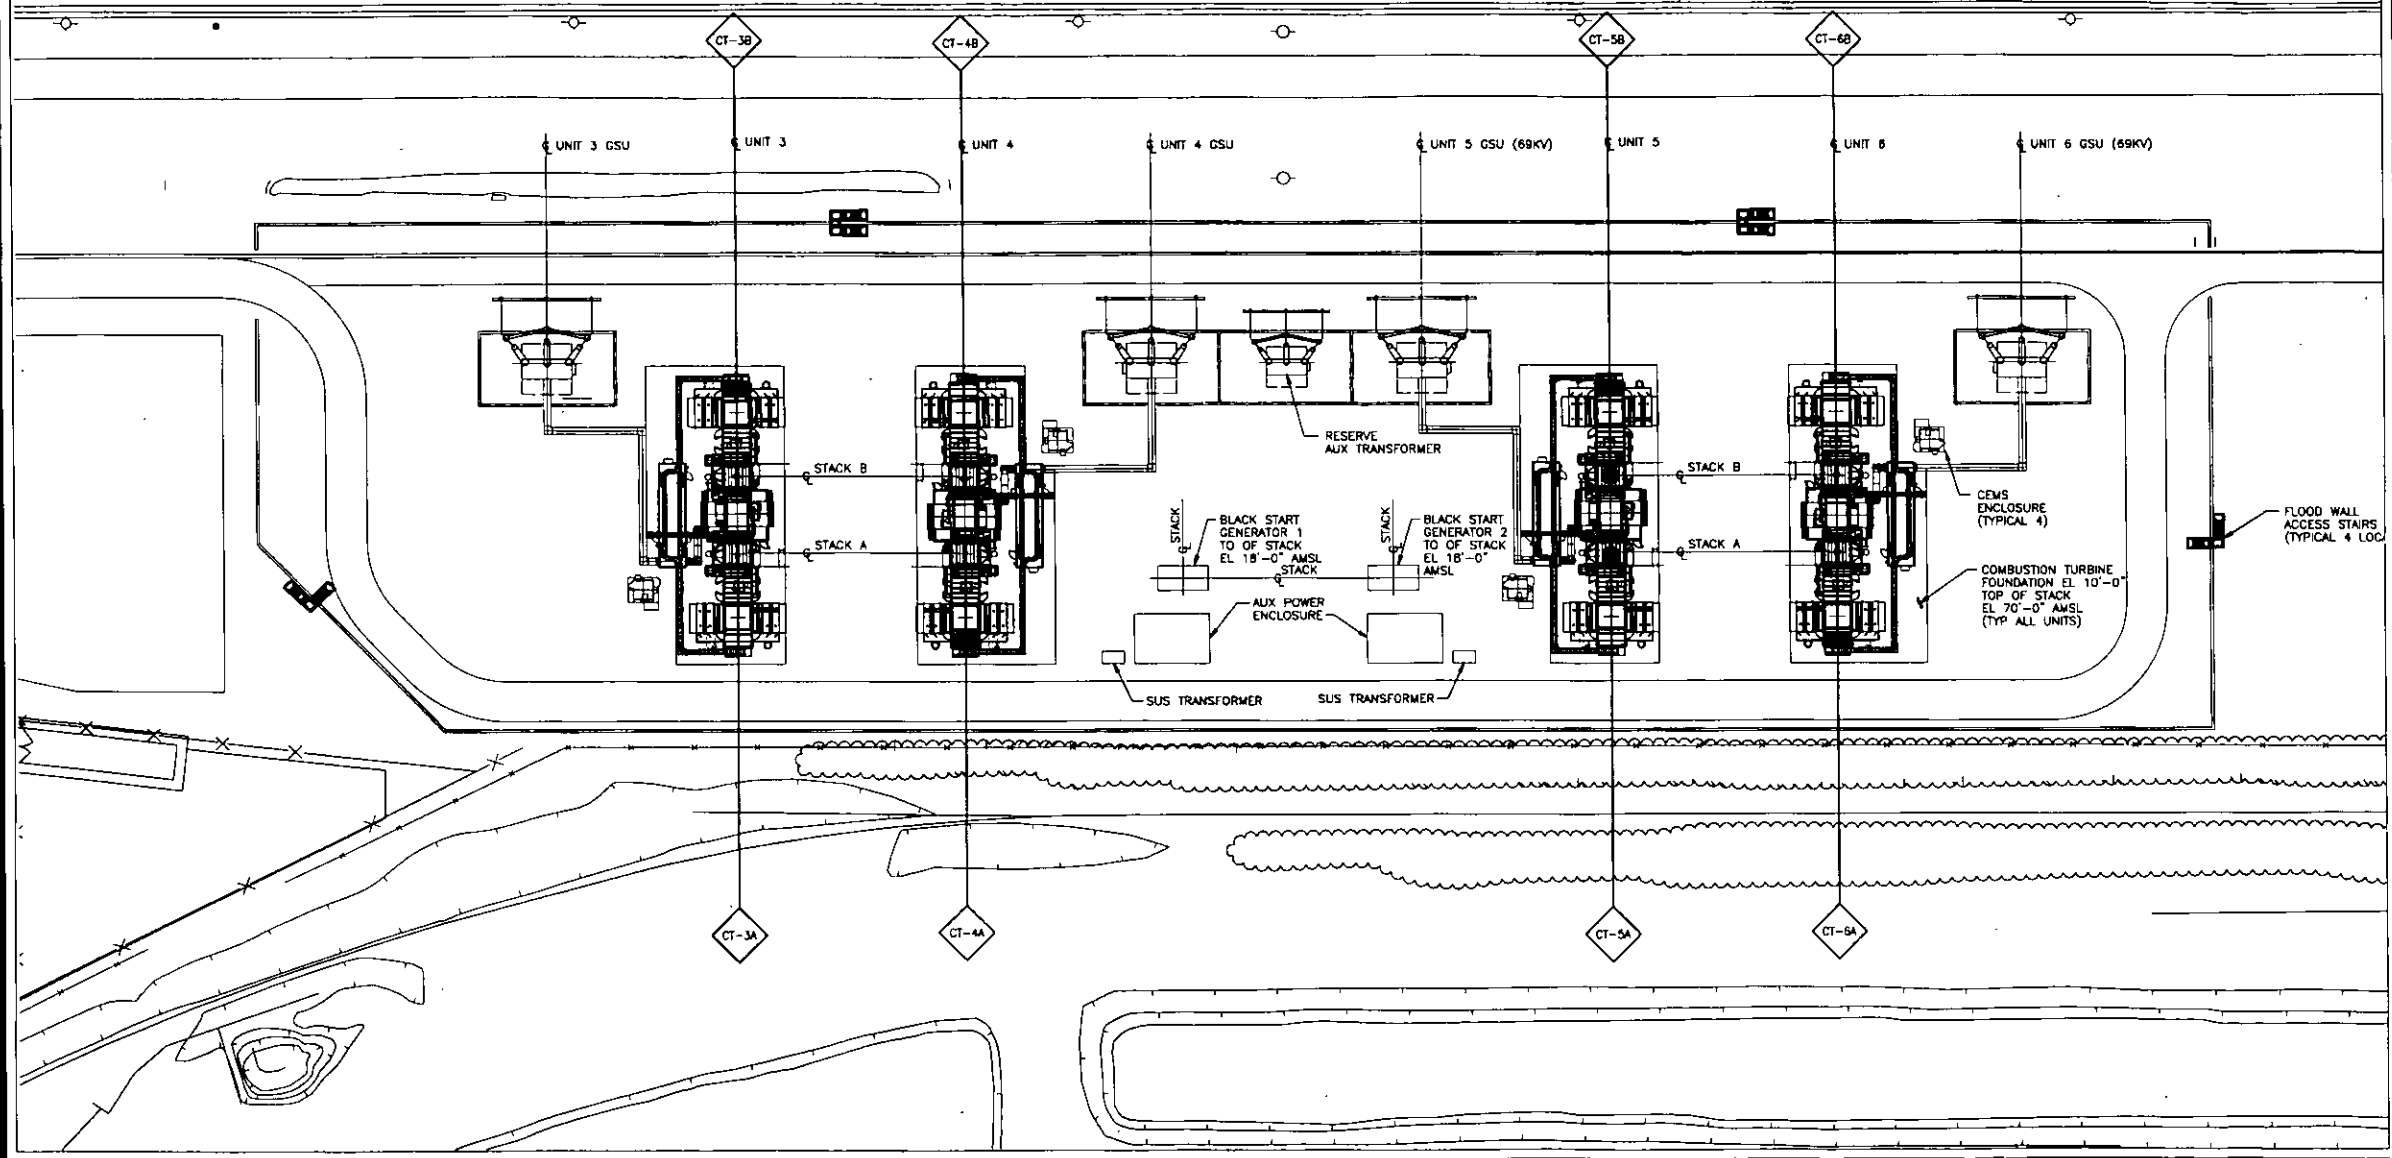 CT-3B
CT-4B
CT-5B
CT-6B
UNIT 3 GSU
UNIT 3
UNIT 4
UNIT 4 GSU
UNIT 5 GSU (69KV)
UNIT 5
UNIT 6
UNIT 6 GSU (69KV)
RESERVE
AUX TRANSFORMER
STACK B
STACK B
CEMS
ENCLOSURE
(TYPICAL 4)
FLOOD WALL
ACCESS STAIRS
(TYPICAL 4 LOC
STACK
BLACK START
GENERATOR 1
TO OF STACK
EL 18'-0" AMSL
STACK
STACK
BLACK START
GENERATOR 2
TO OF STACK
EL 18'-0"
AMSL
STACK A
STACK A
COMBUSTION TURBINE
FOUNDATION EL 10'-0"
TOP OF STACK
EL 70'-0" AMSL
(TYP ALL UNITS)
AUX POWER
ENCLOSURE
SUS TRANSFORMER
SUS TRANSFORMER
CT-3A
CT-4A
CT-5A
CT-6A